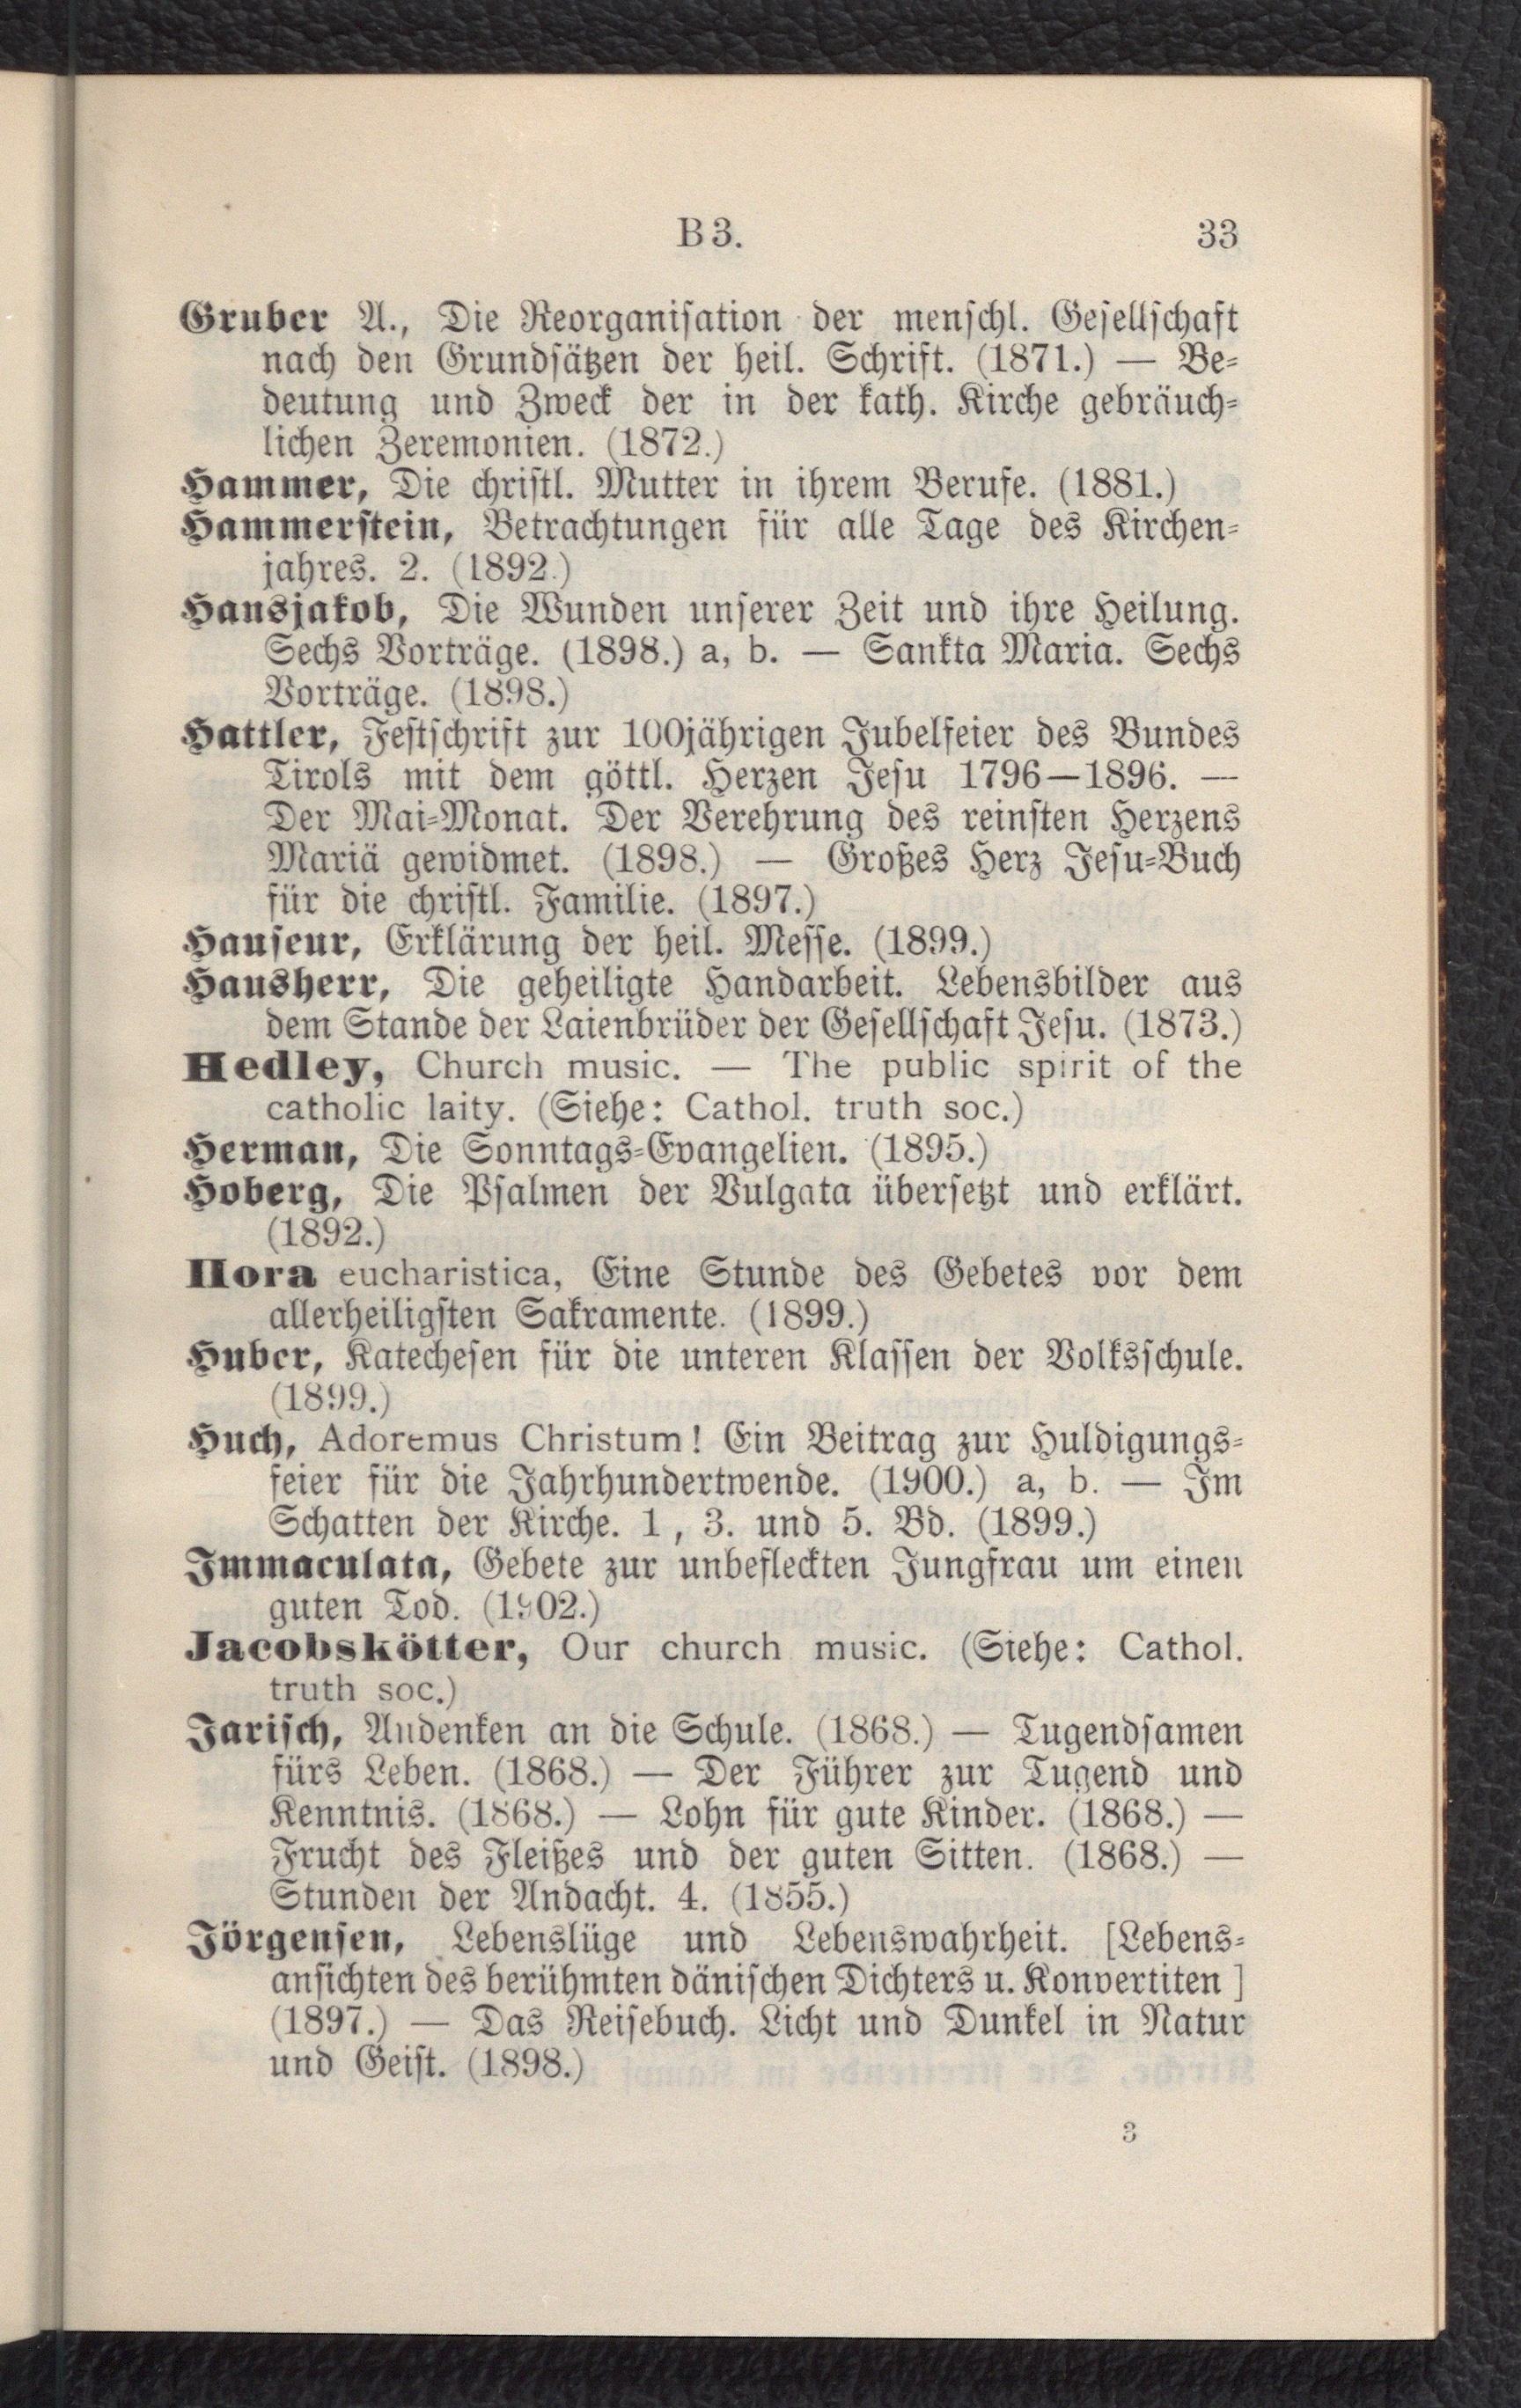 B 3.
33
Gruber A., Die Reorganisation der menschl. Gesellschaft
nach den Grundsätzen der heil. Schrift. (1871.) — Be-
deutung und Zweck der in der kath. Kirche gebräuch-
lichen Zeremonien. (1872.)
Hammer, Die christl. Mutter in ihrem Berufe. (1881.)
Hammerstein, Betrachtungen für alle Tage des Kirchen-
jahres. 2. (1892.)
Hansjakob, Die Wunden unserer Zeit und ihre Heilung.
Sechs Vorträge. (1898.) a, b. — Sankta Maria. Sechs
Vorträge. (1898.)
Hattler, Festschrift zur 100jährigen Jubelfeier des Bundes
Tirols mit dem göttl. Herzen Jesu 1796—1896. —
Der Mai-Monat. Der Verehrung des reinsten Herzens
Mariä gewidmet. (1898.) — Großes Herz Jesu-Buch
für die christl. Familie. (1897.)
Hauseur, Erklärung der heil. Messe. (1899.)
Hausherr, Die geheiligte Handarbeit. Lebensbilder aus
dem Stande der Laienbrüder der Gesellschaft Jesu. (1873.)
Hedley, Church music. — The public spirit of the
catholic laity. (Siehe: Cathol. truth soc.)
Herman, Die Sonntags-Evangelien. (1895.)
Hoberg, Die Psalmen der Vulgata übersetzt und erklärt.
(1892.)
Hora eucharistica, Eine Stunde des Gebetes vor dem
allerheiligsten Sakramente. (1899.)
Huber, Katechesen für die unteren Klassen der Volksschule.
(1899.)
Huch, Adoremus Christum! Ein Beitrag zur Huldigungs-
feier für die Jahrhundertwende. (1900.) a, b. — Im
Schatten der Kirche. 1, 3. und 5. Bd. (1899.)
Immaculata, Gebete zur unbefleckten Jungfrau um einen
guten Tod. (1902.)
Jacobskötter, Our church music. (Siehe: Cathol.
truth soc.)
Jarisch, Andenken an die Schule. (1868.) — Tugendsamen
fürs Leben. (1868.) — Der Führer zur Tugend und
Kenntnis. (1868.) — Lohn für gute Kinder. (1868.) —
Frucht des Fleißes und der guten Sitten. (1868.) —
Stunden der Andacht. 4. (1855.)
Jörgensen, Lebenslüge und Lebenswahrheit. [Lebens-
ansichten des berühmten dänischen Dichters u. Konvertiten ]
(1897.) — Das Reisebuch. Licht und Dunkel in Natur
und Geist. (1898.)
3